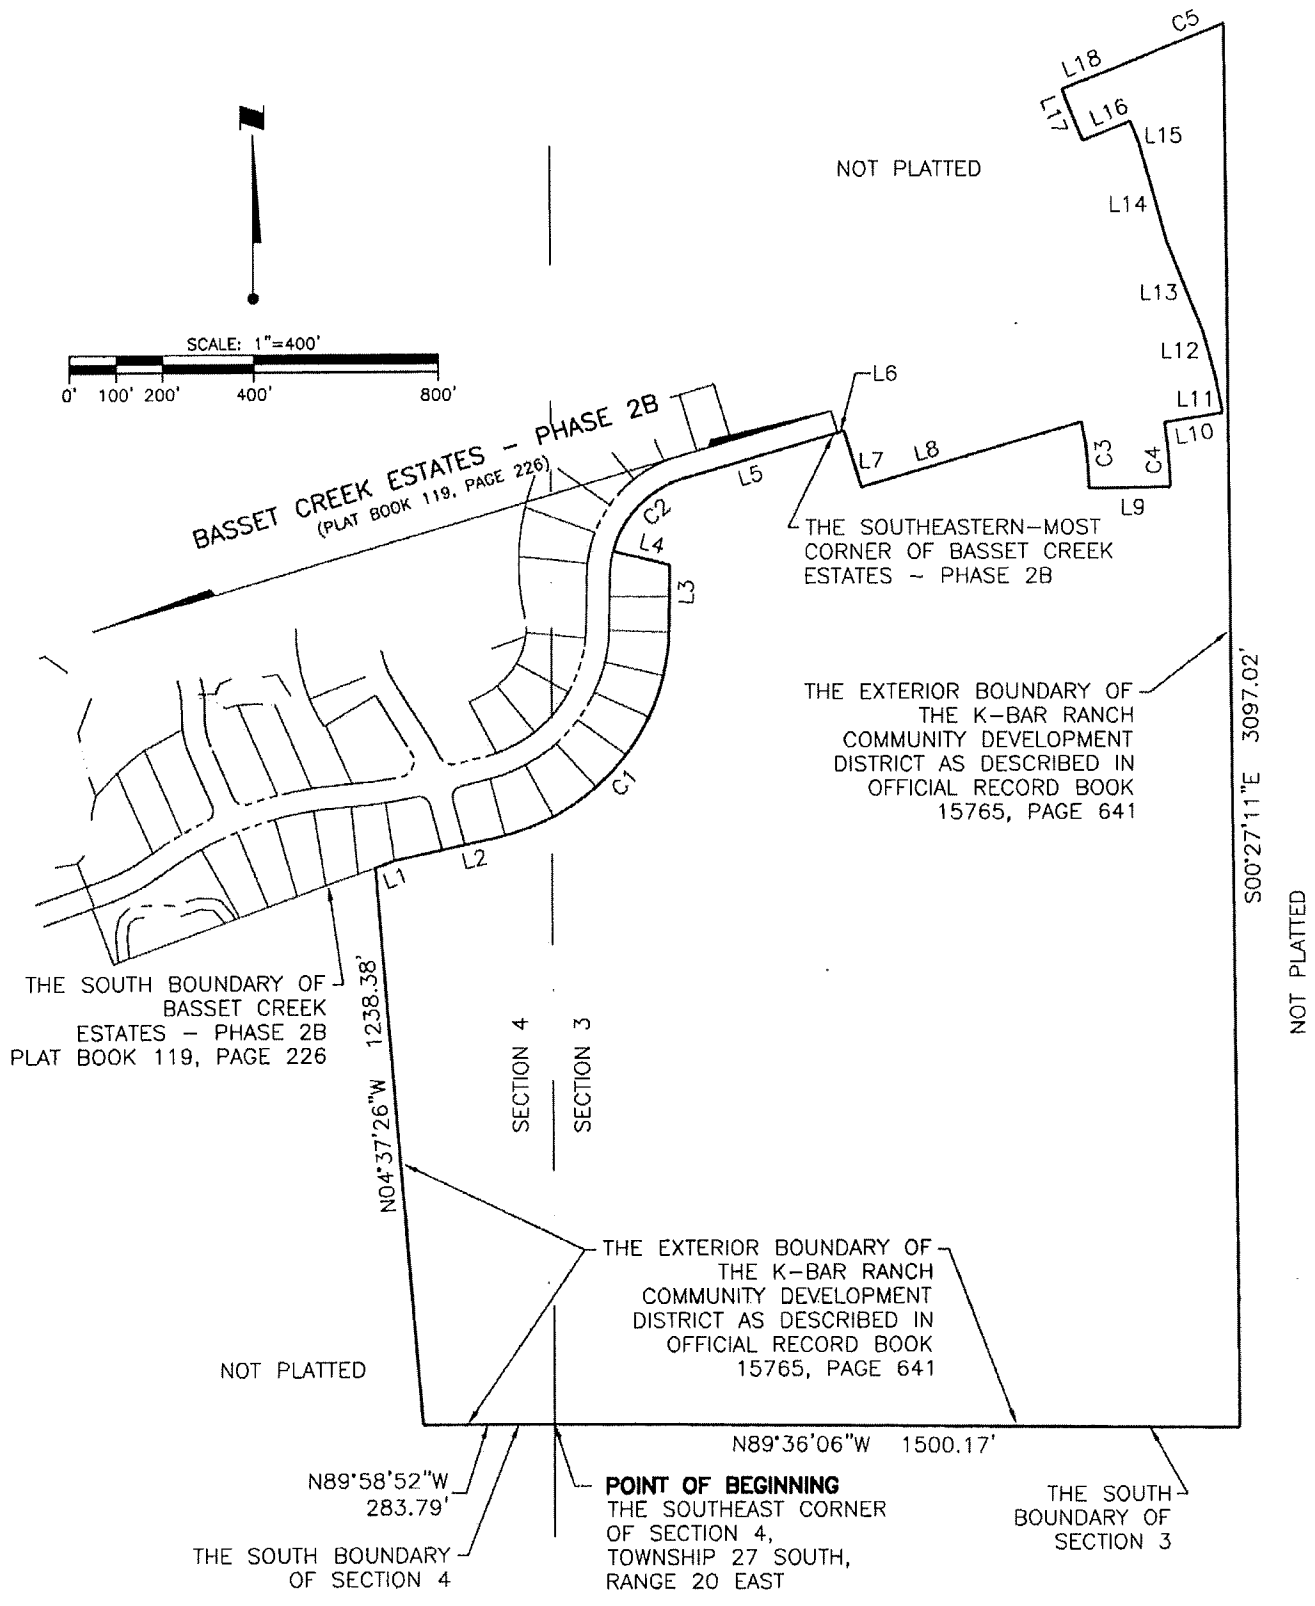 C5
L18
L17
L16
L15
NOT PLATTED
L14
L13
SCALE: 1"=400'
0' 100' 200' 400' 800'
L12
L6
L11
L10
BASSET CREEK ESTATES - PHASE 2B
(PLAT BOOK 119, PAGE 226)
L5
L7
L8
C3
C4
L9
C2
L4
L3
THE SOUTHEASTERN-MOST
CORNER OF BASSET CREEK
ESTATES - PHASE 2B
THE EXTERIOR BOUNDARY OF
THE K-BAR RANCH
COMMUNITY DEVELOPMENT
DISTRICT AS DESCRIBED IN
OFFICIAL RECORD BOOK
15765, PAGE 641
S00°27'11"E 3097.02'
NOT PLATTED
C1
L2
L1
THE SOUTH BOUNDARY OF
BASSET CREEK
ESTATES - PHASE 2B
PLAT BOOK 119, PAGE 226
N04°37'26"W 1238.38'
SECTION 4
SECTION 3
THE EXTERIOR BOUNDARY OF
THE K-BAR RANCH
COMMUNITY DEVELOPMENT
DISTRICT AS DESCRIBED IN
OFFICIAL RECORD BOOK
15765, PAGE 641
NOT PLATTED
N89°36'06"W 1500.17'
N89°58'52"W
283.79'
POINT OF BEGINNING
THE SOUTHEAST CORNER
OF SECTION 4,
TOWNSHIP 27 SOUTH,
RANGE 20 EAST
THE SOUTH
BOUNDARY OF
SECTION 3
THE SOUTH BOUNDARY
OF SECTION 4